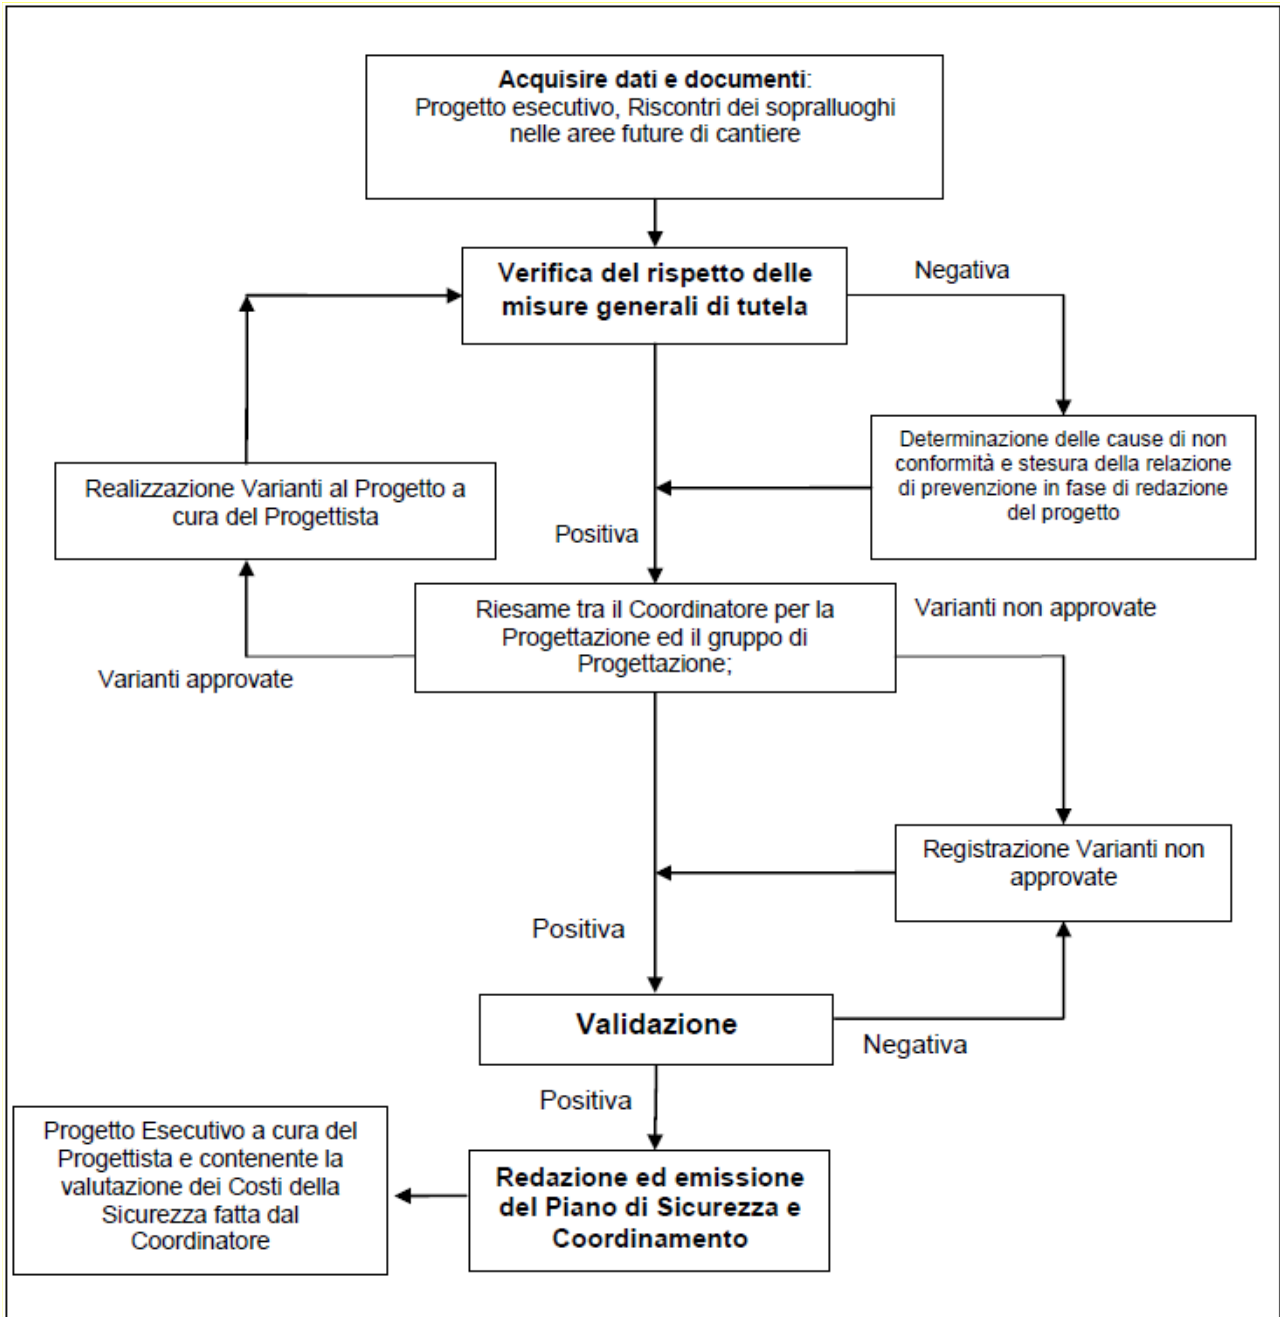 Acquisire dati e documenti:
Progetto esecutivo, Riscontri dei sopralluoghi
nelle aree future di cantiere
Verifica del rispetto delle
misure generali di tutela
Negativa
Determinazione delle cause di non
conformità e stesura della relazione
di prevenzione in fase di redazione
del progetto
Realizzazione Varianti al Progetto a
cura del Progettista
Positiva
Riesame tra il Coordinatore per la
Progettazione ed il gruppo di
Progettazione;
Varianti non approvate
Varianti approvate
Registrazione Varianti non
approvate
Positiva
Validazione
Negativa
Positiva
Progetto Esecutivo a cura del
Progettista e contenente la
valutazione dei Costi della
Sicurezza fatta dal
Coordinatore
Redazione ed emissione
del Piano di Sicurezza e
Coordinamento